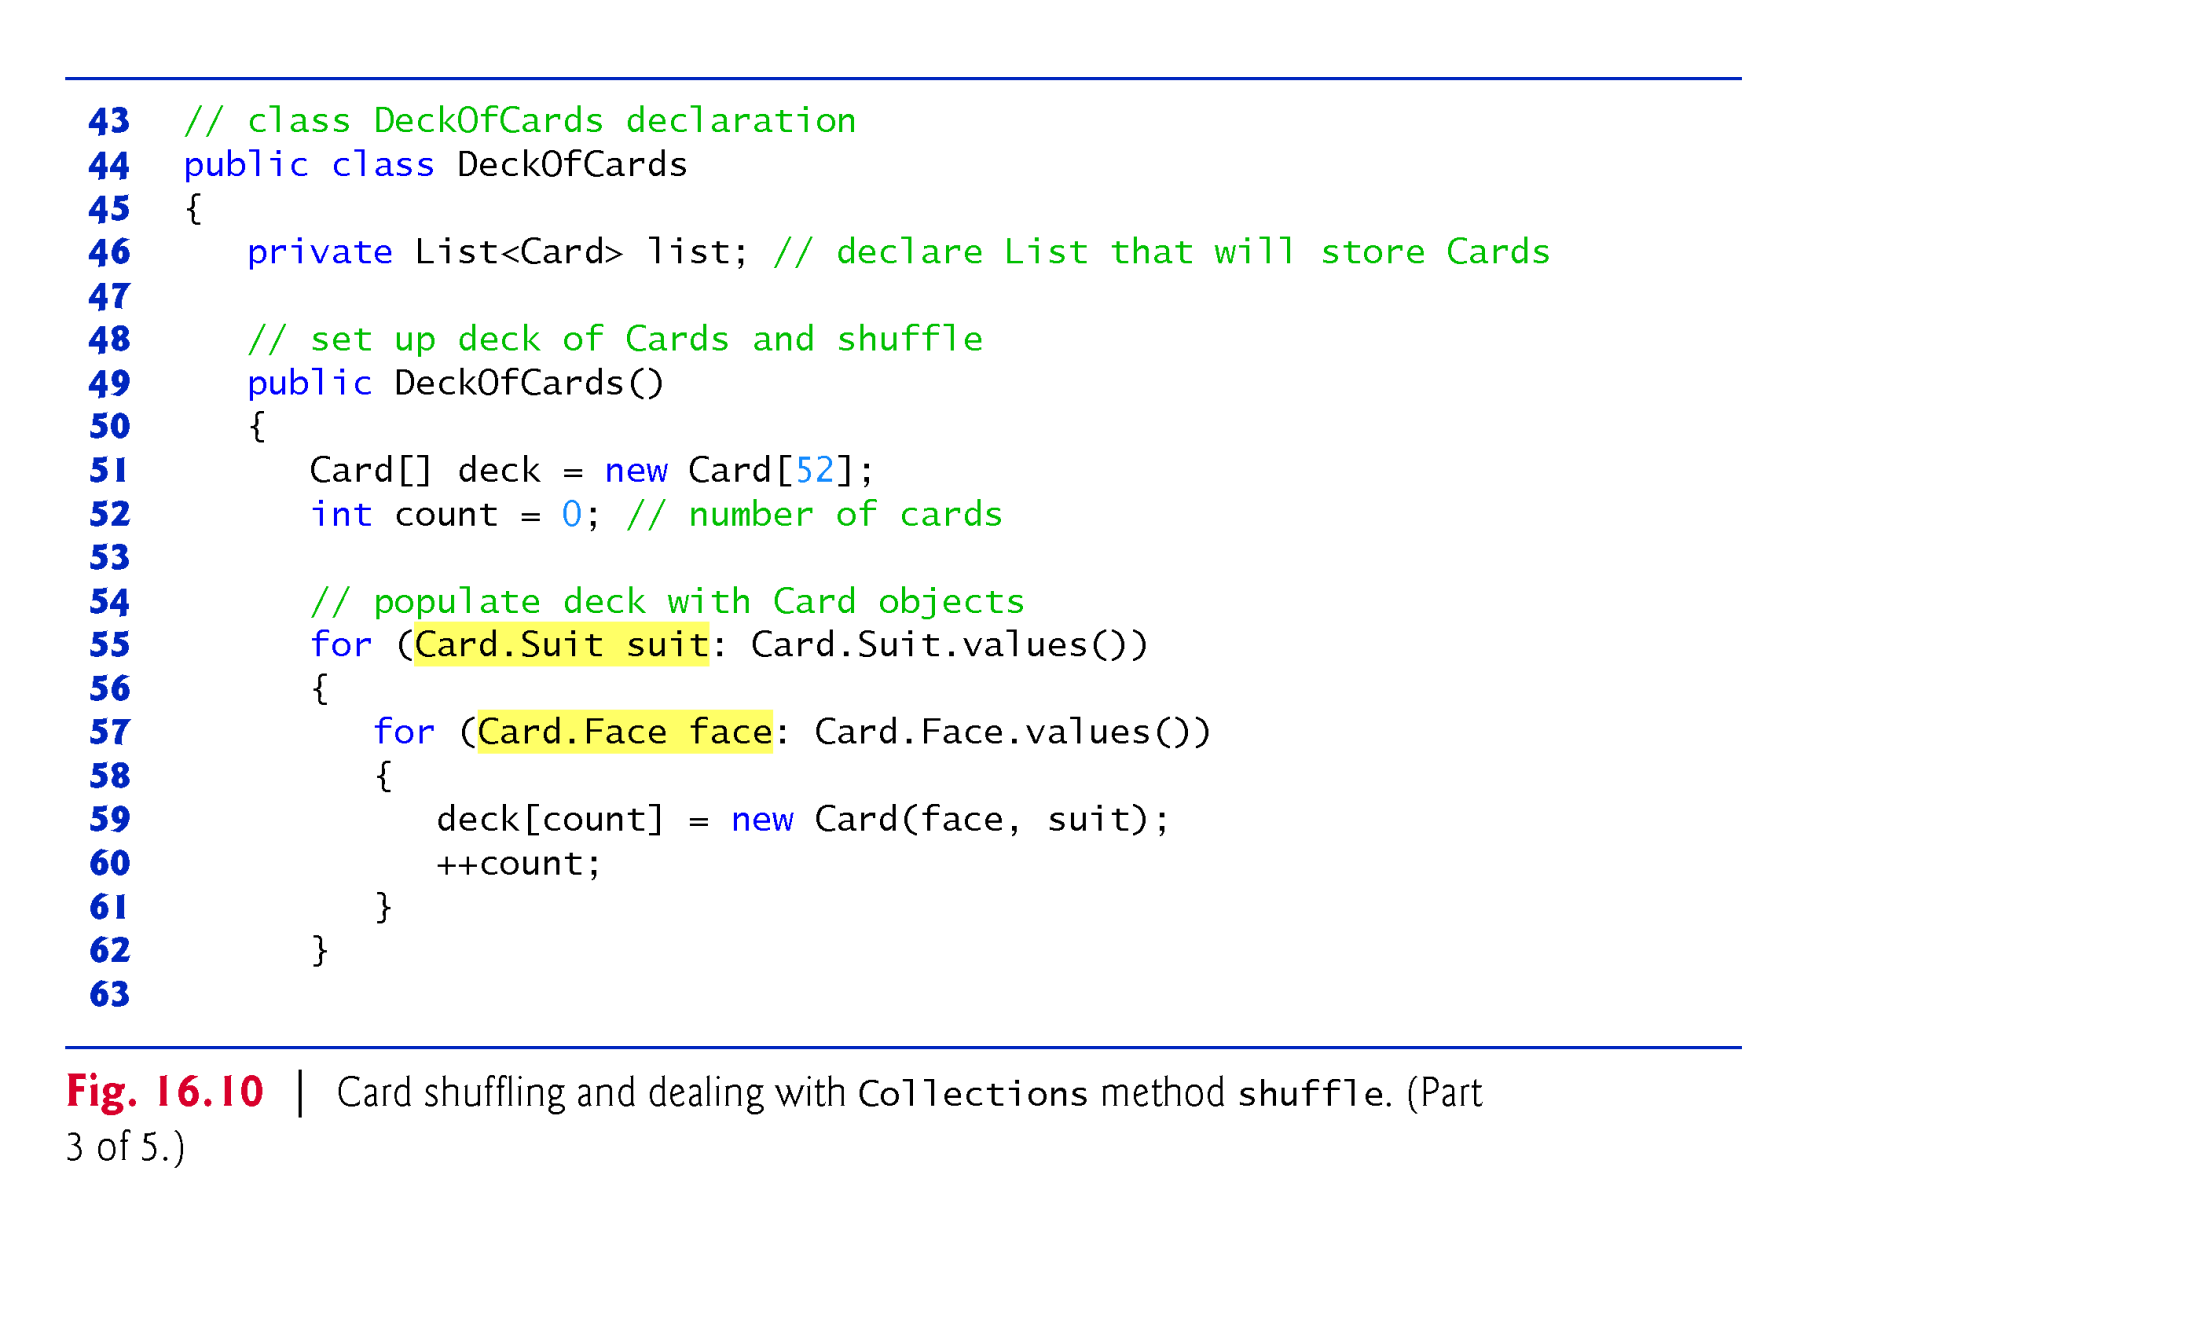 43 // class DeckOfCards declaration
44 public class DeckOfCards
45 {
46    private List<Card> list; // declare List that will store Cards
47
48    // set up deck of Cards and shuffle
49    public DeckOfCards()
50    {
51       Card[] deck = new Card[52];
52       int count = 0; // number of cards
53
54       // populate deck with Card objects
55       for (Card.Suit suit: Card.Suit.values())
56       {
57          for (Card.Face face: Card.Face.values())
58          {
59             deck[count] = new Card(face, suit);
60             ++count;
61          }
62       }
63
Fig. 16.10 | Card shuffling and dealing with Collections method shuffle. (Part
3 of 5.)